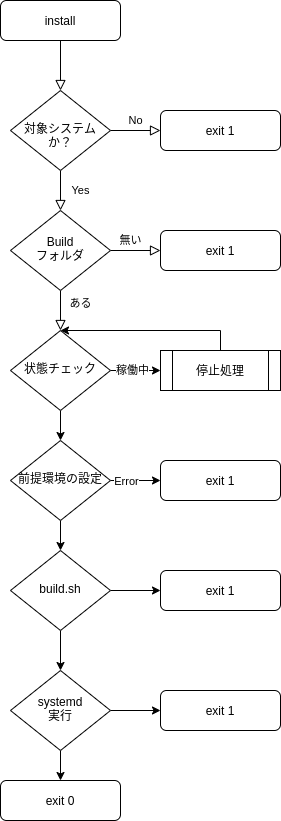 install
対象システム
か？
No
exit 1
Yes
Build
フォルダ
無い
exit 1
ある
状態チェック
稼働中
停止処理
前提環境の設定
Error
exit 1
build.sh
exit 1
systemd
実行
exit 1
exit 0